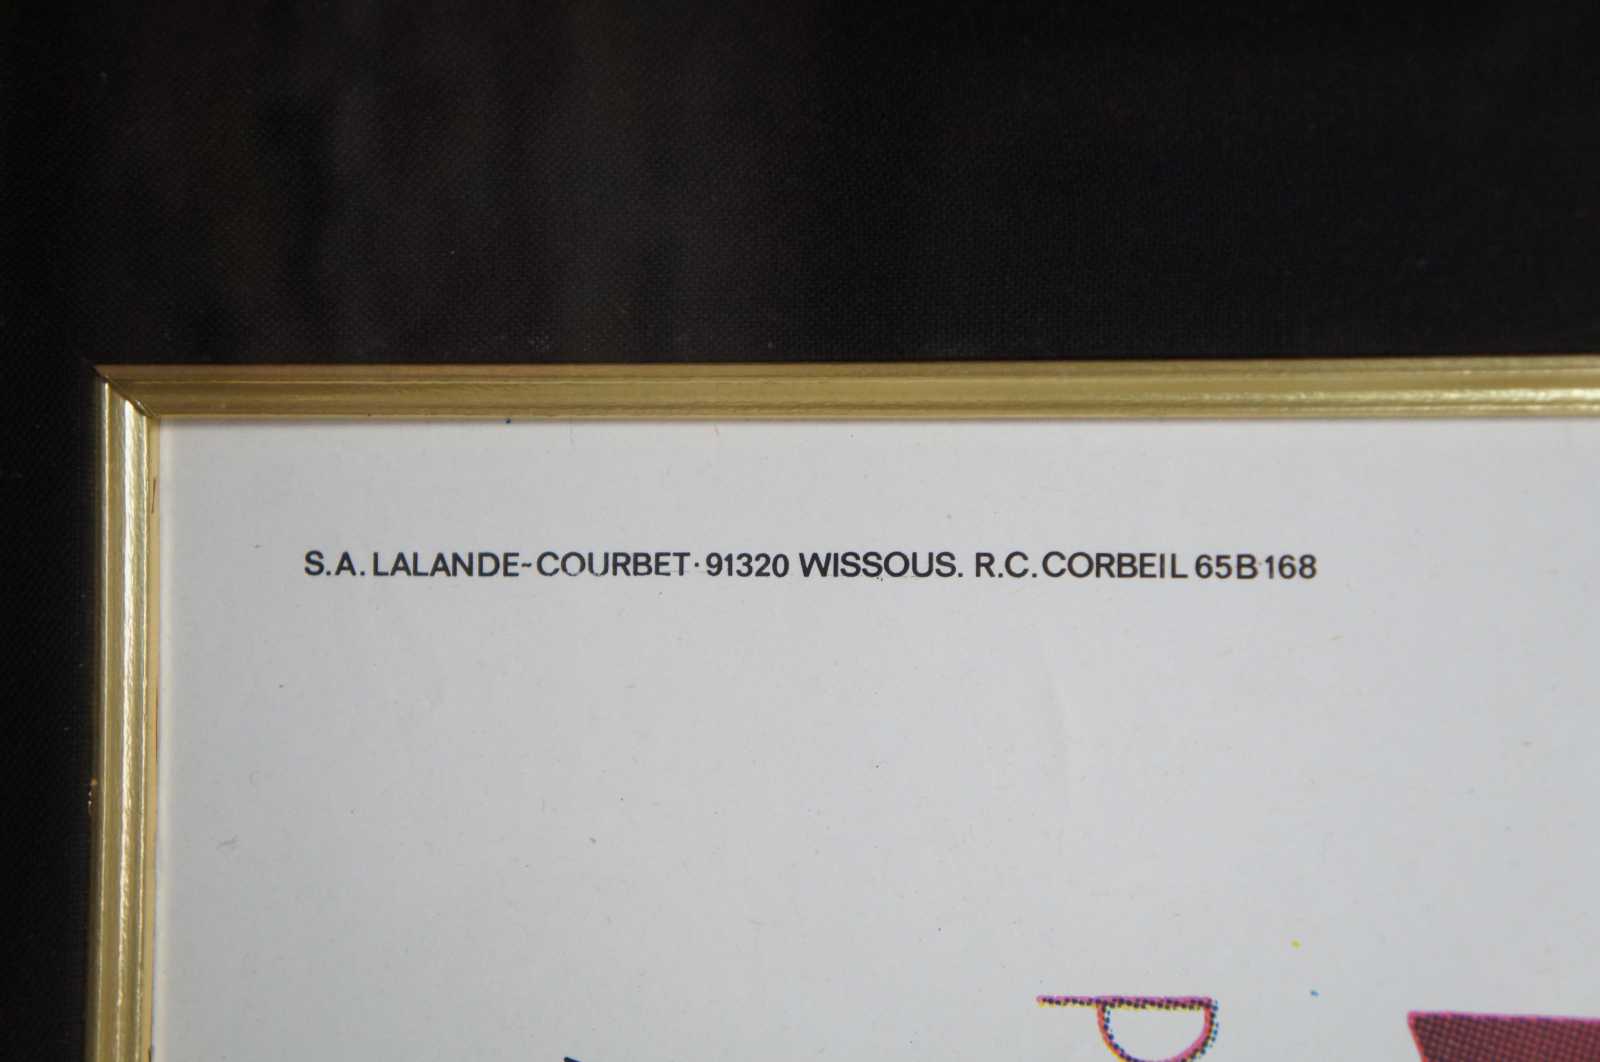 S.A. LALANDE-COURBET·91320 WISSOUS. R.C. CORBEIL 65B168
P